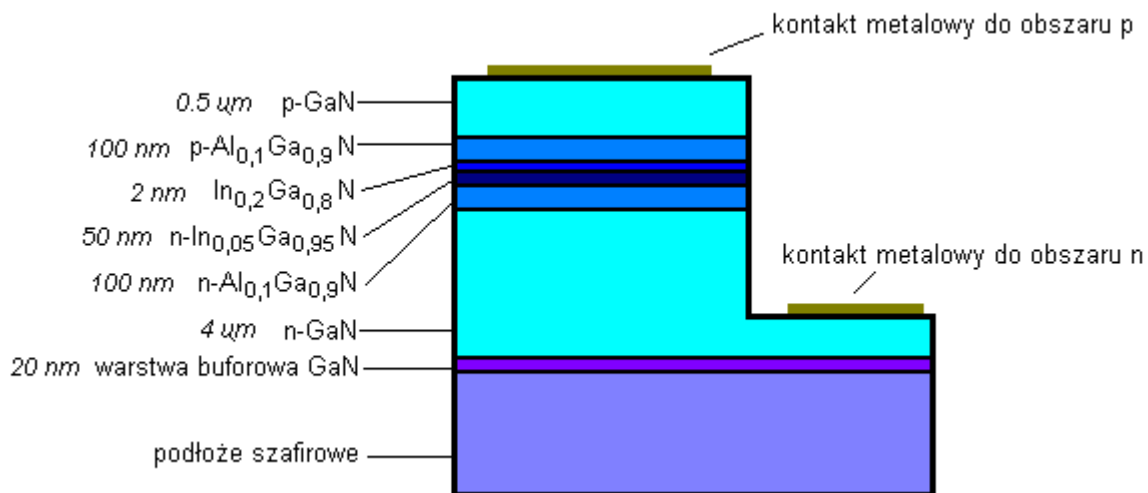 kontakt metalowy do obszaru p
0.5 um p-GaN
100 nm p-Al0,1Ga0,9N
2 nm In0,2Ga0,8N
50 nm n-In0,05Ga0,95N
100 nm n-Al0,1Ga0,9N
4 um n-GaN
20 nm warstwa buforowa GaN
podłoże szafirowe
kontakt metalowy do obszaru n